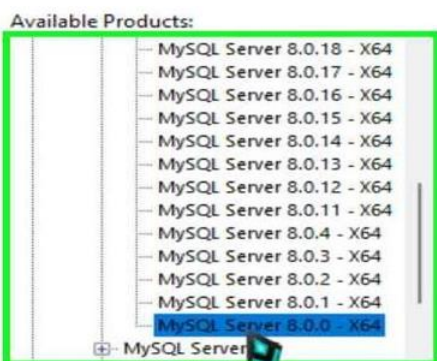 Available Products:
MySQL Server 8.0.18 - X64
MySQL Server 8.0.17 - X64
MySQL Server 8.0.16 - X64
MySQL Server 8.0.15 - X64
MySQL Server 8.0.14 - X64
MySQL Server 8.0.13 - X64
MySQL Server 8.0.12 - X64
MySQL Server 8.0.11 - X64
MySQL Server 8.0.4 - X64
MySQL Server 8.0.3 - X64
MySQL Server 8.0.2 - X64
MySQL Server 8.0.1 - X64
MySQL Server 8.0.0 - X64
MySQL Server